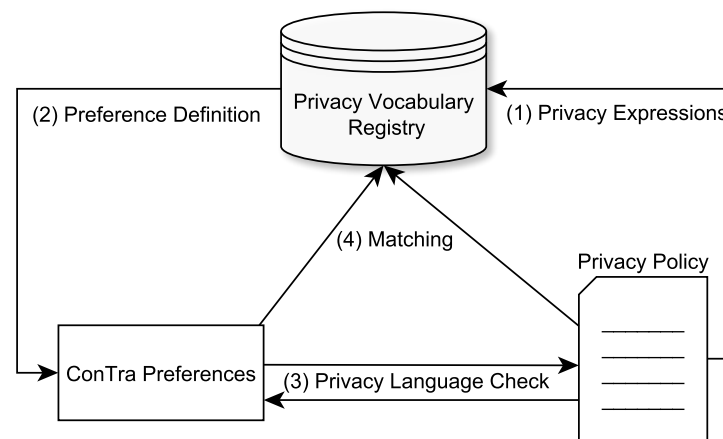 Privacy Vocabulary
Registry
(2) Preference Definition
(1) Privacy Expressions
(4) Matching
Privacy Policy
ConTra Preferences
(3) Privacy Language Check